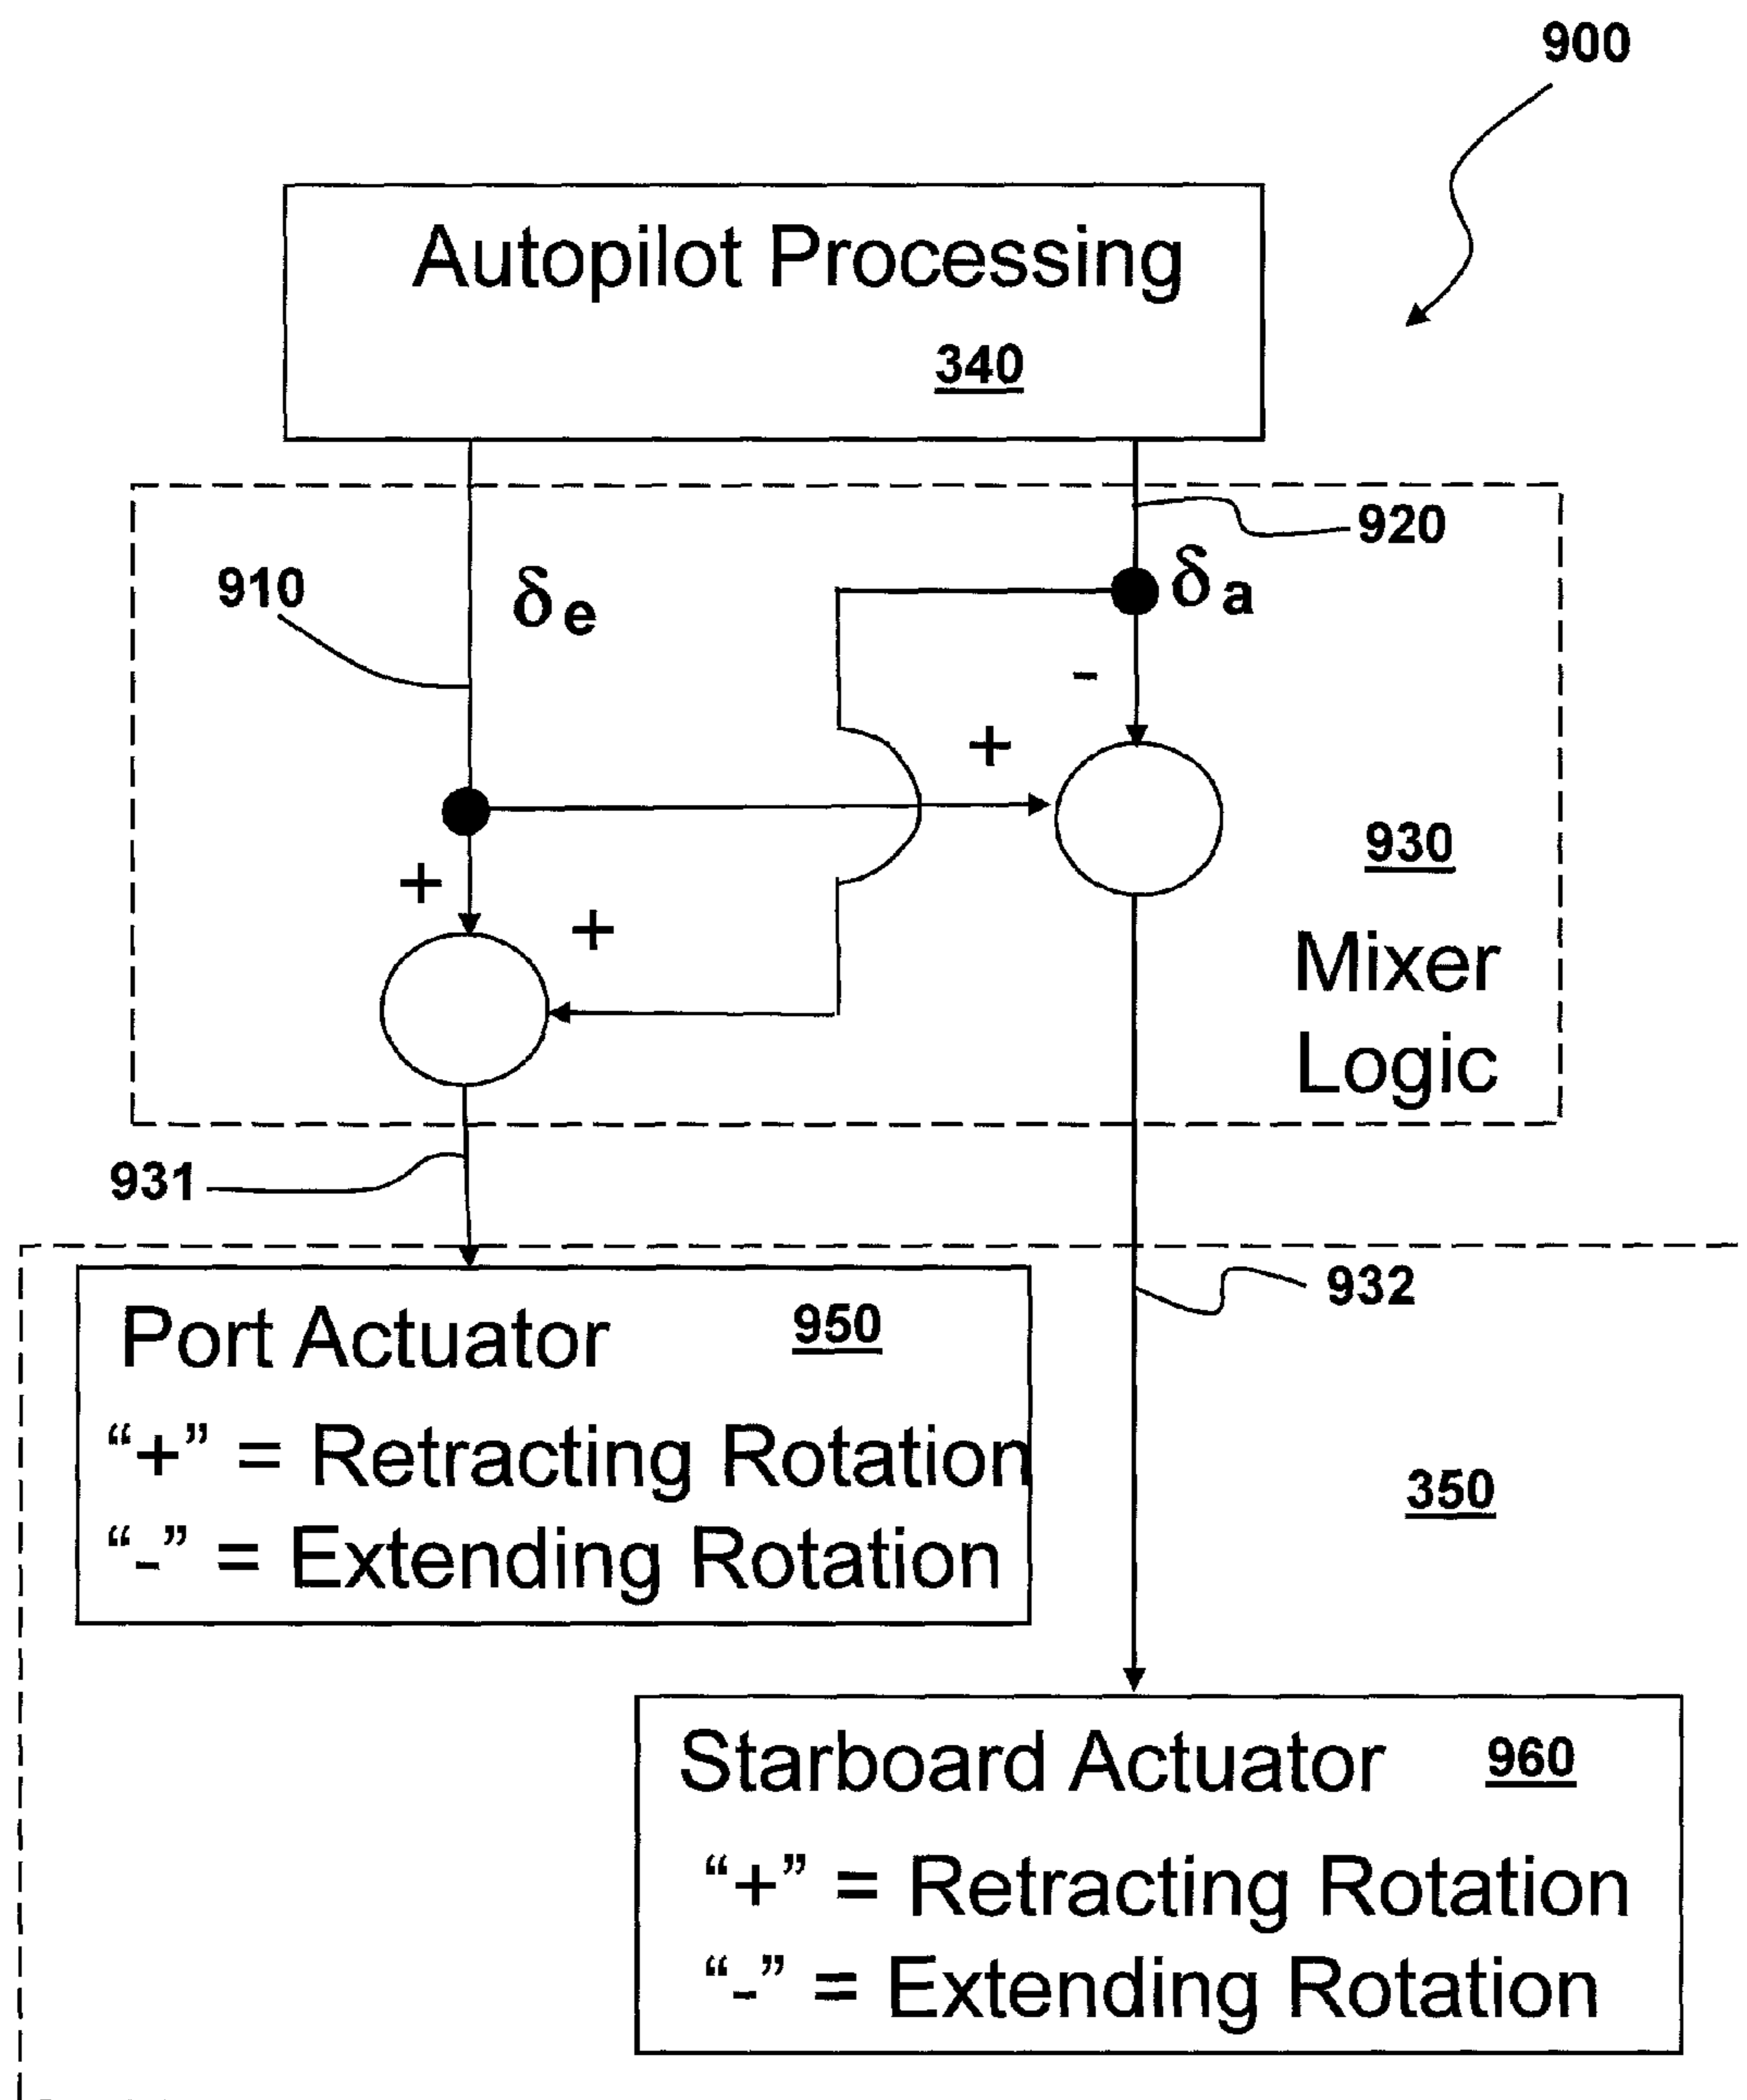 900
Autopilot Processing
340
920
910
δe
δa
-
+
930
+
+
Mixer
Logic
931
932
Port Actuator 950
“+” = Retracting Rotation
“-” = Extending Rotation
350
Starboard Actuator 960
“+” = Retracting Rotation
“-” = Extending Rotation